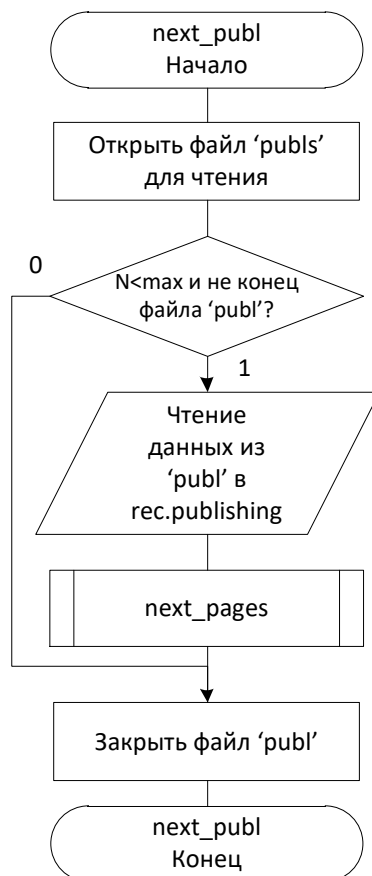 next_publ
Начало
Открыть файл ‘publs’
для чтения
0
N<max и не конец
файла ‘publ’?
1
Чтение
данных из
‘publ’ в
rec.publishing
next_pages
Закрыть файл ‘publ’
next_publ
Конец